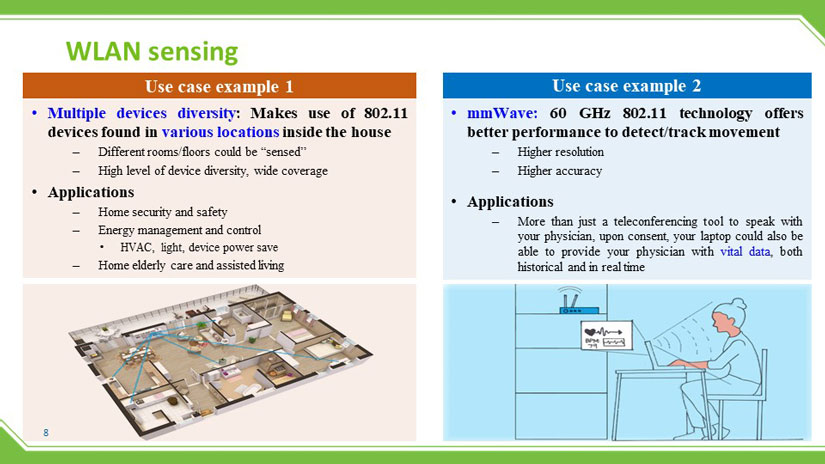 WLAN sensing
Use case example 1
• Multiple devices diversity: Makes use of 802.11
devices found in various locations inside the house
– Different rooms/floors could be “sensed”
– High level of device diversity, wide coverage
• Applications
– Home security and safety
– Energy management and control
• HVAC, light, device power save
– Home elderly care and assisted living
Use case example 2
• mmWave: 60 GHz 802.11 technology offers
better performance to detect/track movement
– Higher resolution
– Higher accuracy
• Applications
– More than just a teleconferencing tool to speak with
your physician, upon consent, your laptop could also be
able to provide your physician with vital data, both
historical and in real time
BPM:
79
8